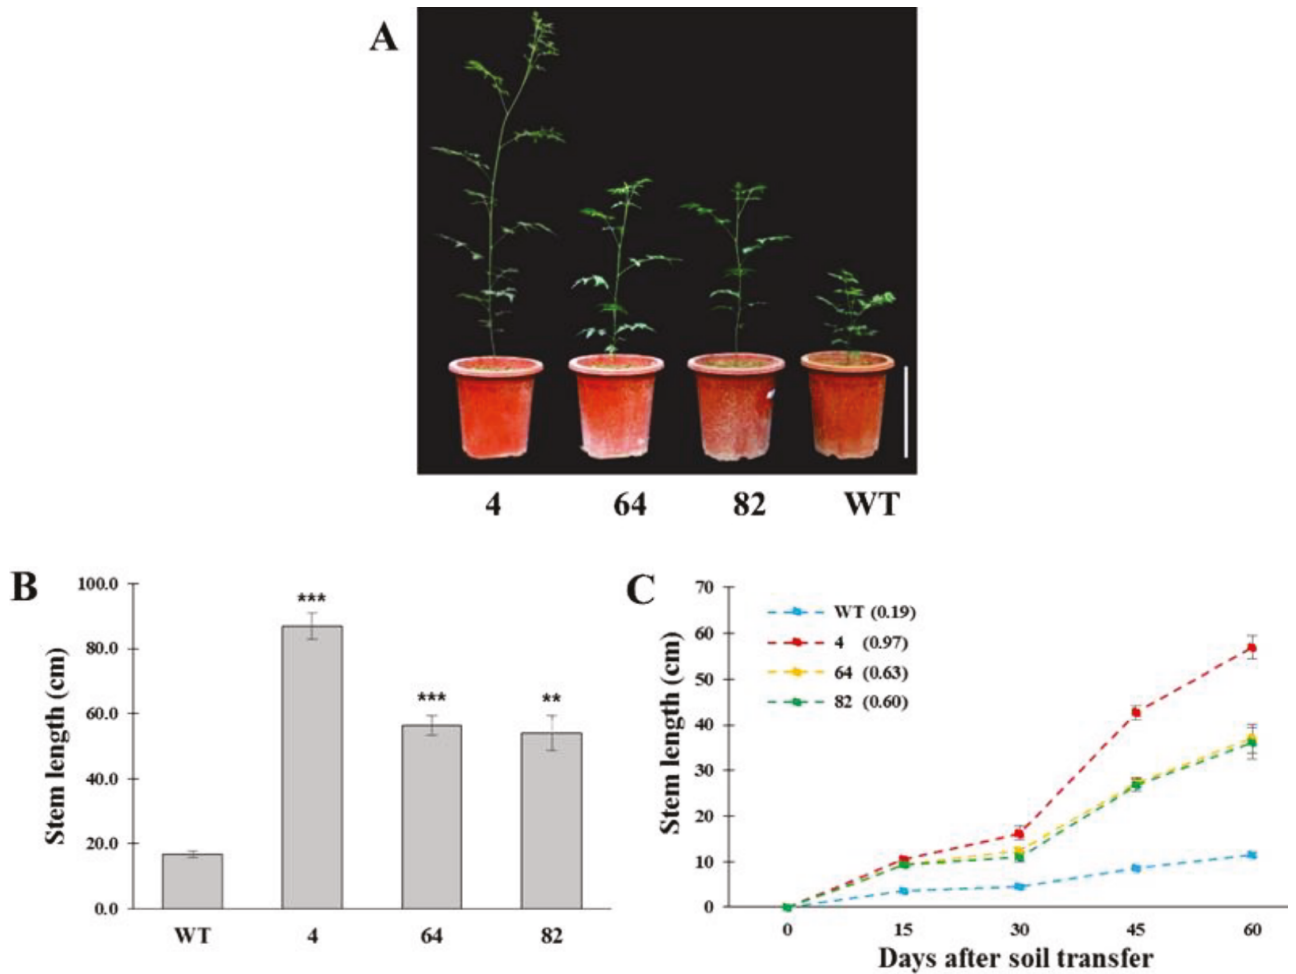 A
4 64 82 WT
B
Stem length (cm)
100.0
80.0
60.0
40.0
20.0
0.0
***
***
**
WT 4 64 82
C
Stem length (cm)
70
60
50
40
30
20
10
0
WT (0.19)
4 (0.97)
64 (0.63)
82 (0.60)
0 15 30 45 60
Days after soil transfer